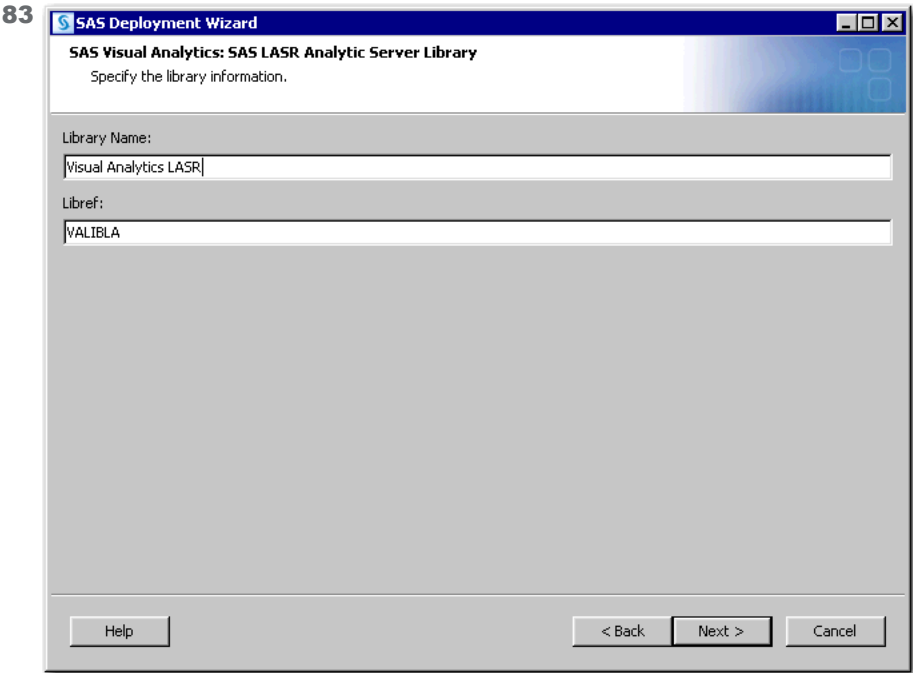 83
SAS Deployment Wizard
SAS Visual Analytics: SAS LASR Analytic Server Library
Specify the library information.
Library Name:
Visual Analytics LASR
Libref:
VALIBLA
Help
< Back
Next >
Cancel